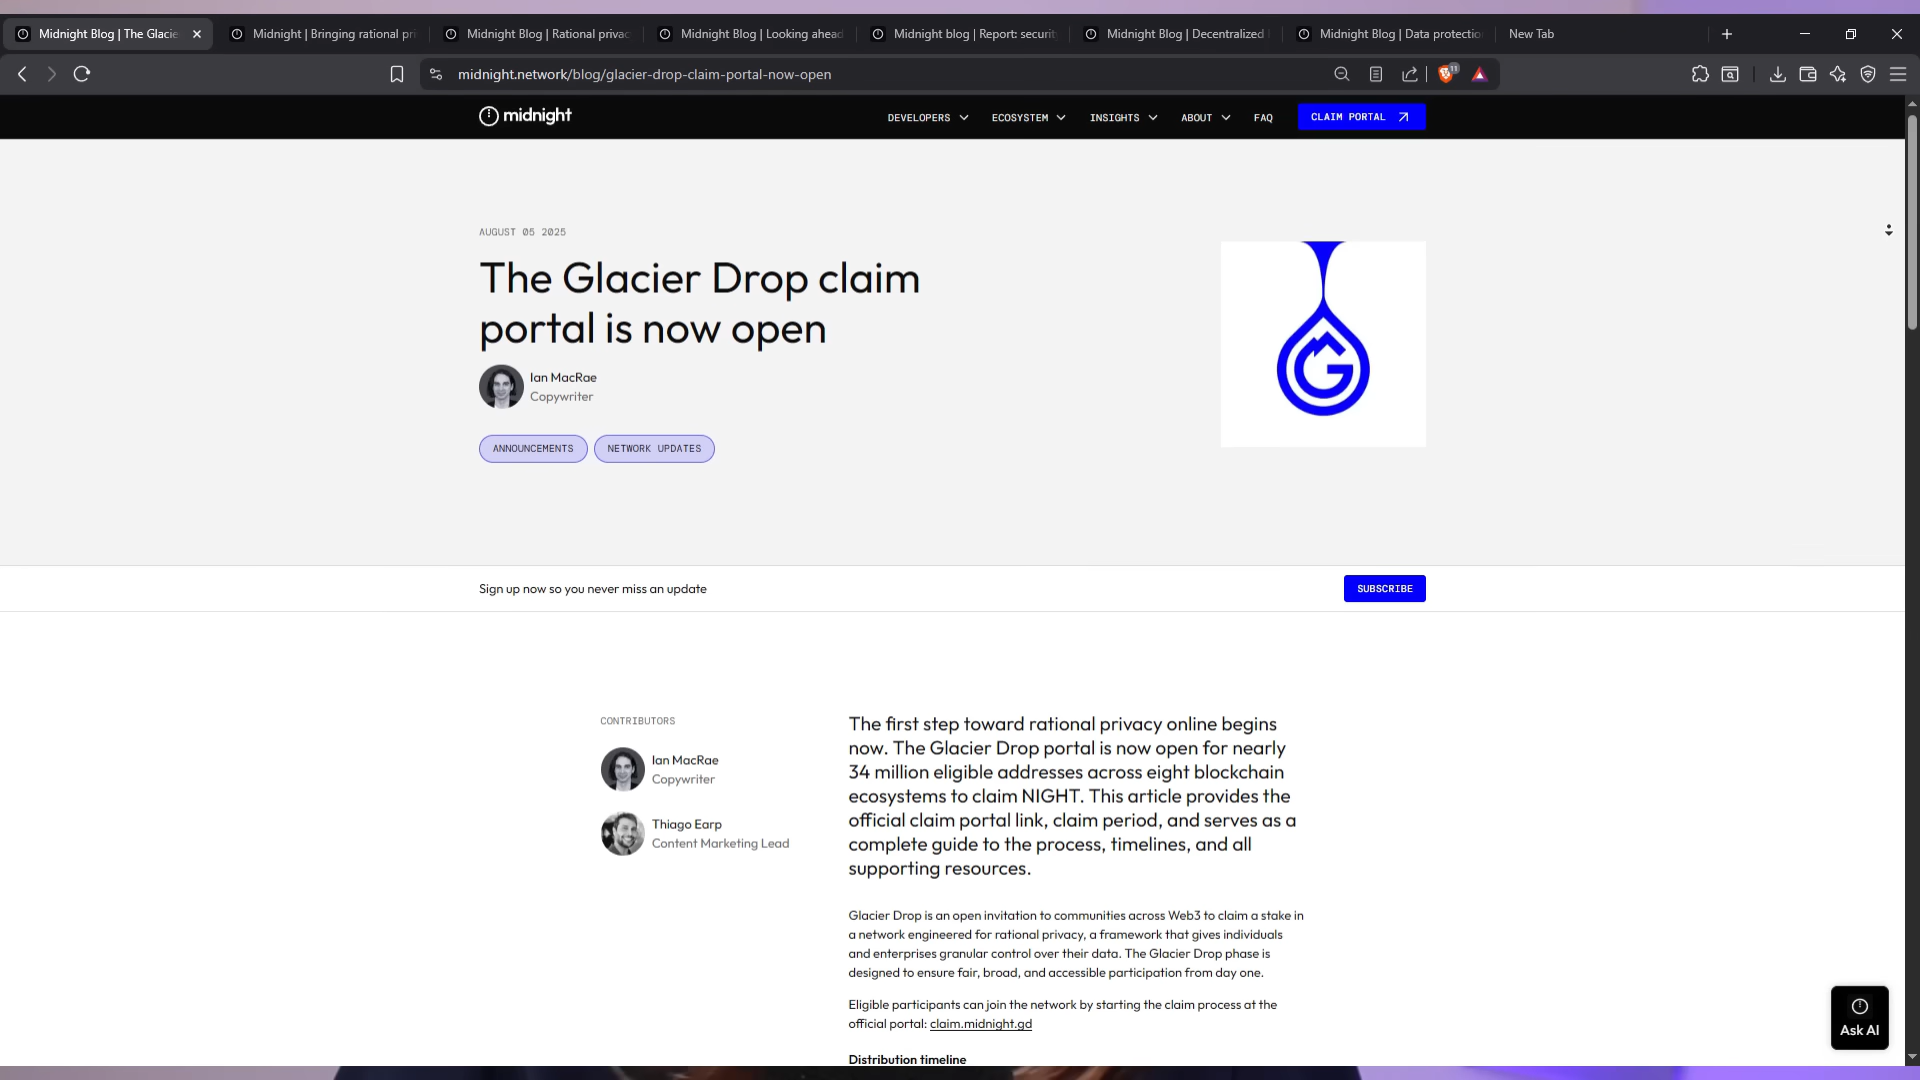 Midnight Blog | The Glacie
Midnight | Bringing rational pri
Midnight Blog | Rational privac
Midnight Blog | Looking ahead
Midnight blog | Report: securit
Midnight Blog | Decentralized
Midnight Blog | Data protectio
New Tab
midnight.network/blog/glacier-drop-claim-portal-now-open
11
midnight
DEVELOPERS
ECOSYSTEM
INSIGHTS
ABOUT
FAQ
CLAIM PORTAL
AUGUST 05 2025
The Glacier Drop claim
portal is now open
Ian MacRae
Copywriter
ANNOUNCEMENTS
NETWORK UPDATES
G
Sign up now so you never miss an update
SUBSCRIBE
CONTRIBUTORS
Ian MacRae
Copywriter
Thiago Earp
Content Marketing Lead
The first step toward rational privacy online begins
now. The Glacier Drop portal is now open for nearly
34 million eligible addresses across eight blockchain
ecosystems to claim NIGHT. This article provides the
official claim portal link, claim period, and serves as a
complete guide to the process, timelines, and all
supporting resources.
Glacier Drop is an open invitation to communities across Web3 to claim a stake in
a network engineered for rational privacy, a framework that gives individuals
and enterprises granular control over their data. The Glacier Drop phase is
designed to ensure fair, broad, and accessible participation from day one.
Eligible participants can join the network by starting the claim process at the
official portal: claim.midnight.gd
Distribution timeline
Ask AI